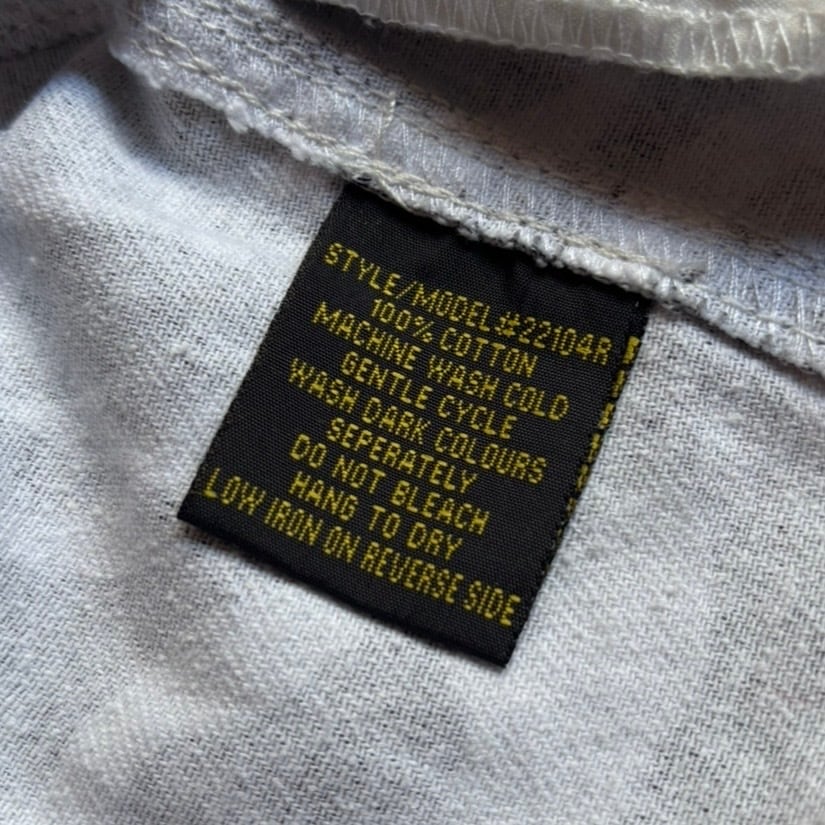 STYLE/MODEL#22104R
100% COTTON
MACHINE WASH COLD
GENTLE CYCLE
WASH DARK COLOURS
SEPERATELY
DO NOT BLEACH
HANG TO DRY
LOW IRON ON REVERSE SIDE